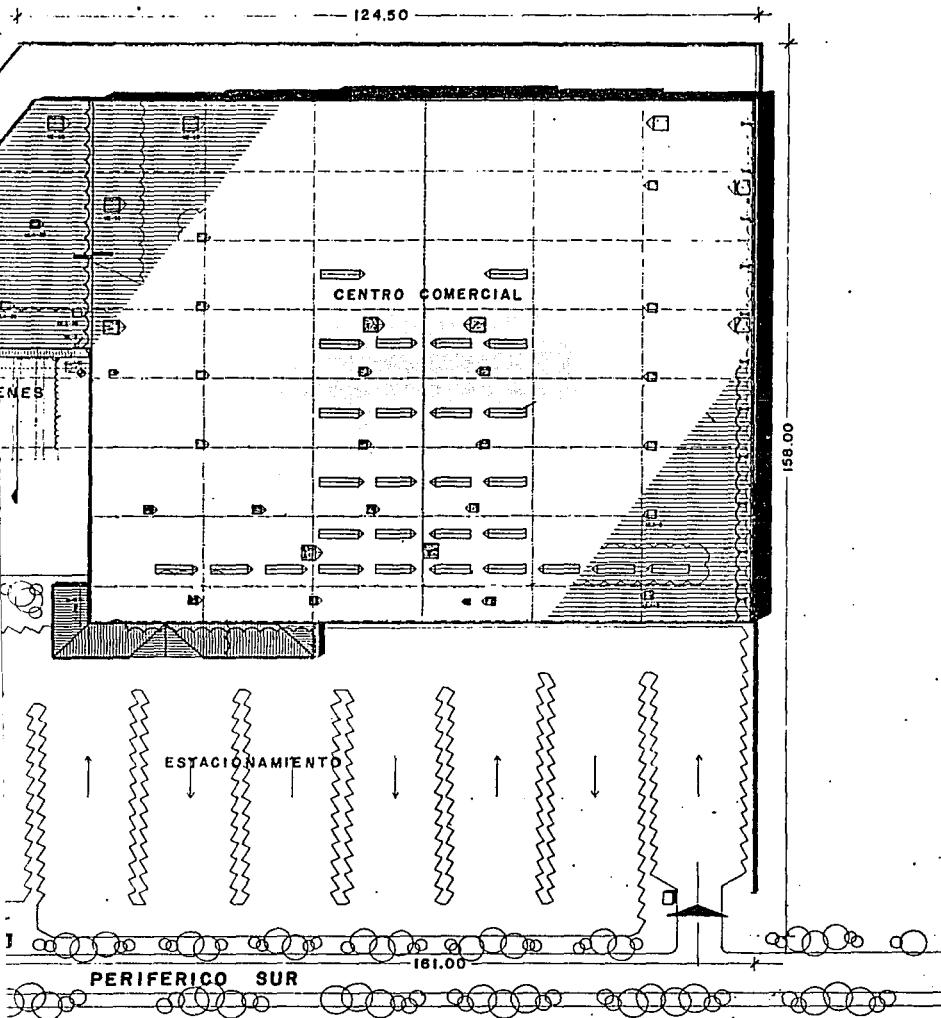 124.50
CENTRO COMERCIAL
ENES
158.00
ESTACIONAMIENTO
161.00
PERIFERICO SUR